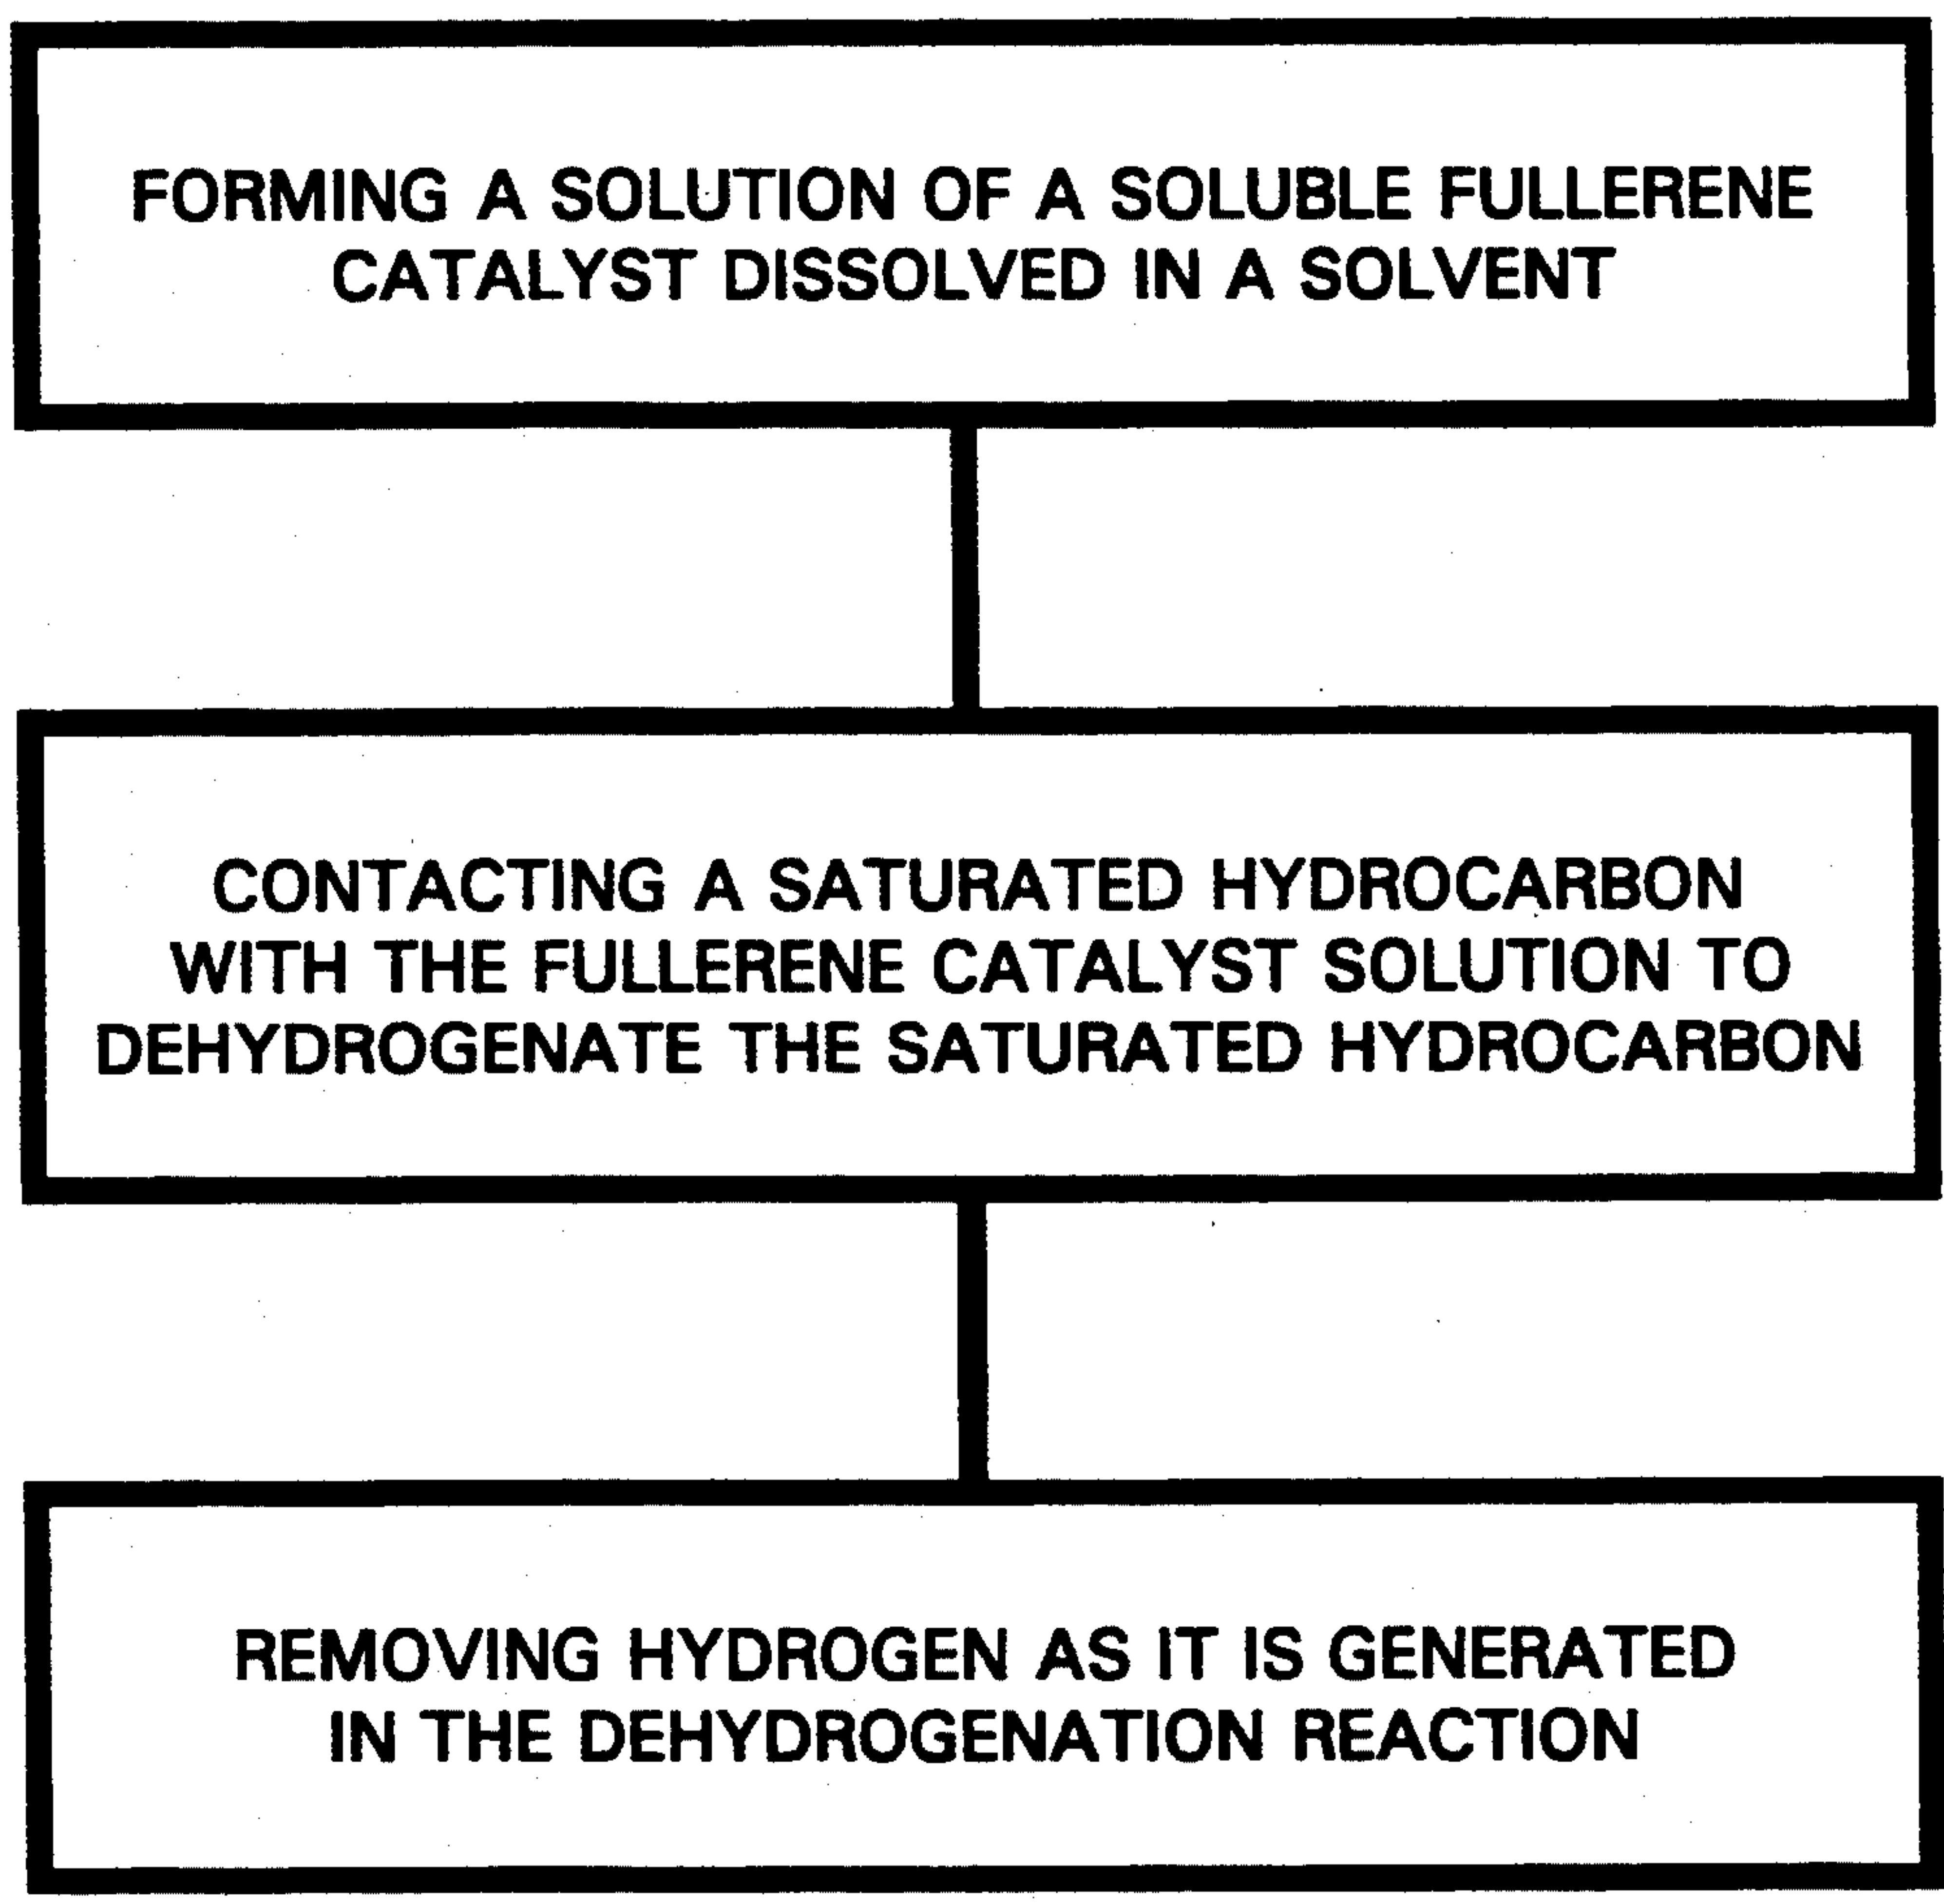 FORMING A SOLUTION OF A SOLUBLE FULLERENE
CATALYST DISSOLVED IN A SOLVENT
CONTACTING A SATURATED HYDROCARBON
WITH THE FULLERENE CATALYST SOLUTION TO
DEHYDROGENATE THE SATURATED HYDROCARBON
REMOVING HYDROGEN AS IT IS GENERATED
IN THE DEHYDROGENATION REACTION